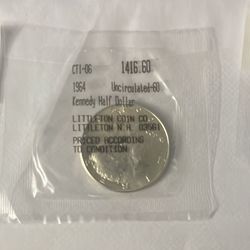 CT1-06 1416.60
1964 Uncirculated-60
Kennedy Half Dollar
LITTLETON COIN CO.
LITTLETON N.H. 03561
PRICED ACCORDING
TO CONDITION